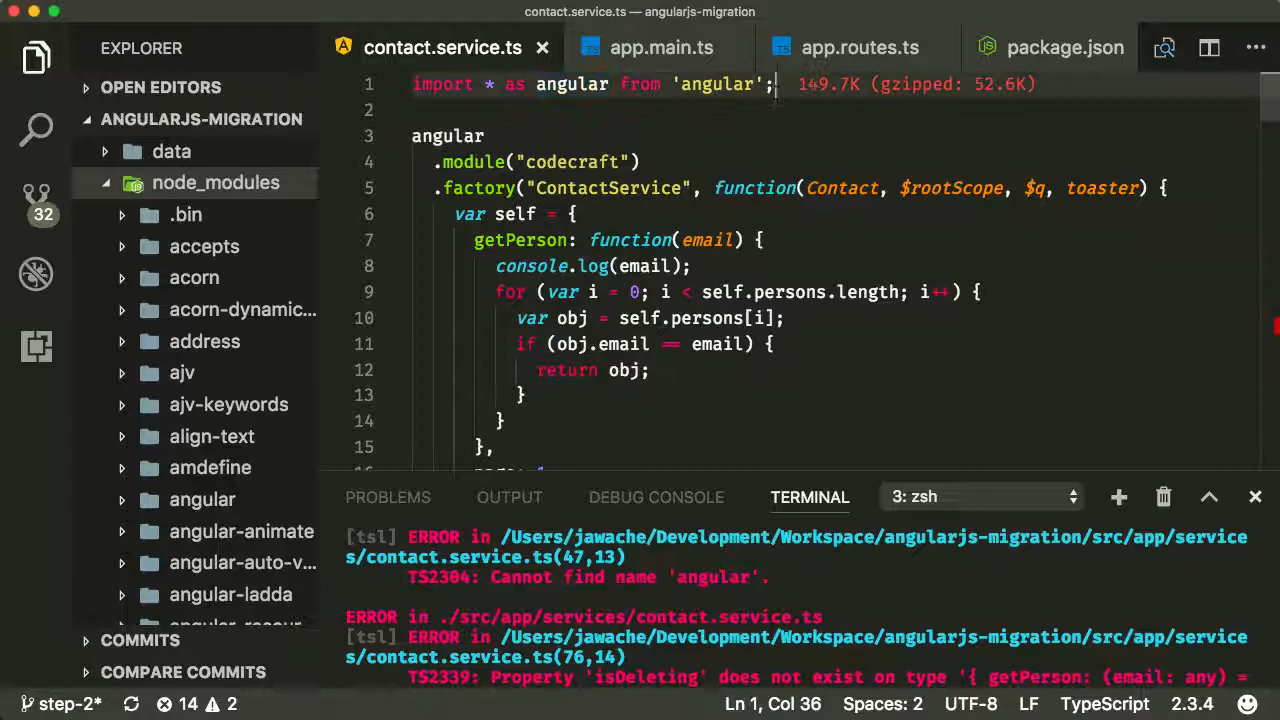 contact.service.ts — angularjs-migration
EXPLORER
contact.service.ts
app.main.ts
app.routes.ts
package.json
OPEN EDITORS
ANGULARJS-MIGRATION
data
node_modules
.bin
accepts
acorn
acorn-dynamic...
address
ajv
ajv-keywords
align-text
amdefine
angular
angular-animate
angular-auto-v...
angular-ladda
COMMITS
COMPARE COMMITS
32
1 import * as angular from 'angular'; 149.7K (gzipped: 52.6K)
2
3 angular
4 .module("codecraft")
5 .factory("ContactService", function(Contact, $rootScope, $q, toaster) {
6 var self = {
7 getPerson: function(email) {
8 console.log(email);
9 for (var i = 0; i < self.persons.length; i++) {
10 var obj = self.persons[i];
11 if (obj.email == email) {
12 return obj;
13 }
14 }
15 },
PROBLEMS
OUTPUT
DEBUG CONSOLE
TERMINAL
3: zsh
[tsl] ERROR in /Users/jawache/Development/Workspace/angularjs-migration/src/app/service
s/contact.service.ts(47,13)
TS2304: Cannot find name 'angular'.
ERROR in ./src/app/services/contact.service.ts
[tsl] ERROR in /Users/jawache/Development/Workspace/angularjs-migration/src/app/service
s/contact.service.ts(76,14)
TS2339: Property 'isDeleting' does not exist on type '{ getPerson: (email: any) =
step-2*
14
2
Ln 1, Col 36
Spaces: 2
UTF-8
LF
TypeScript
2.3.4